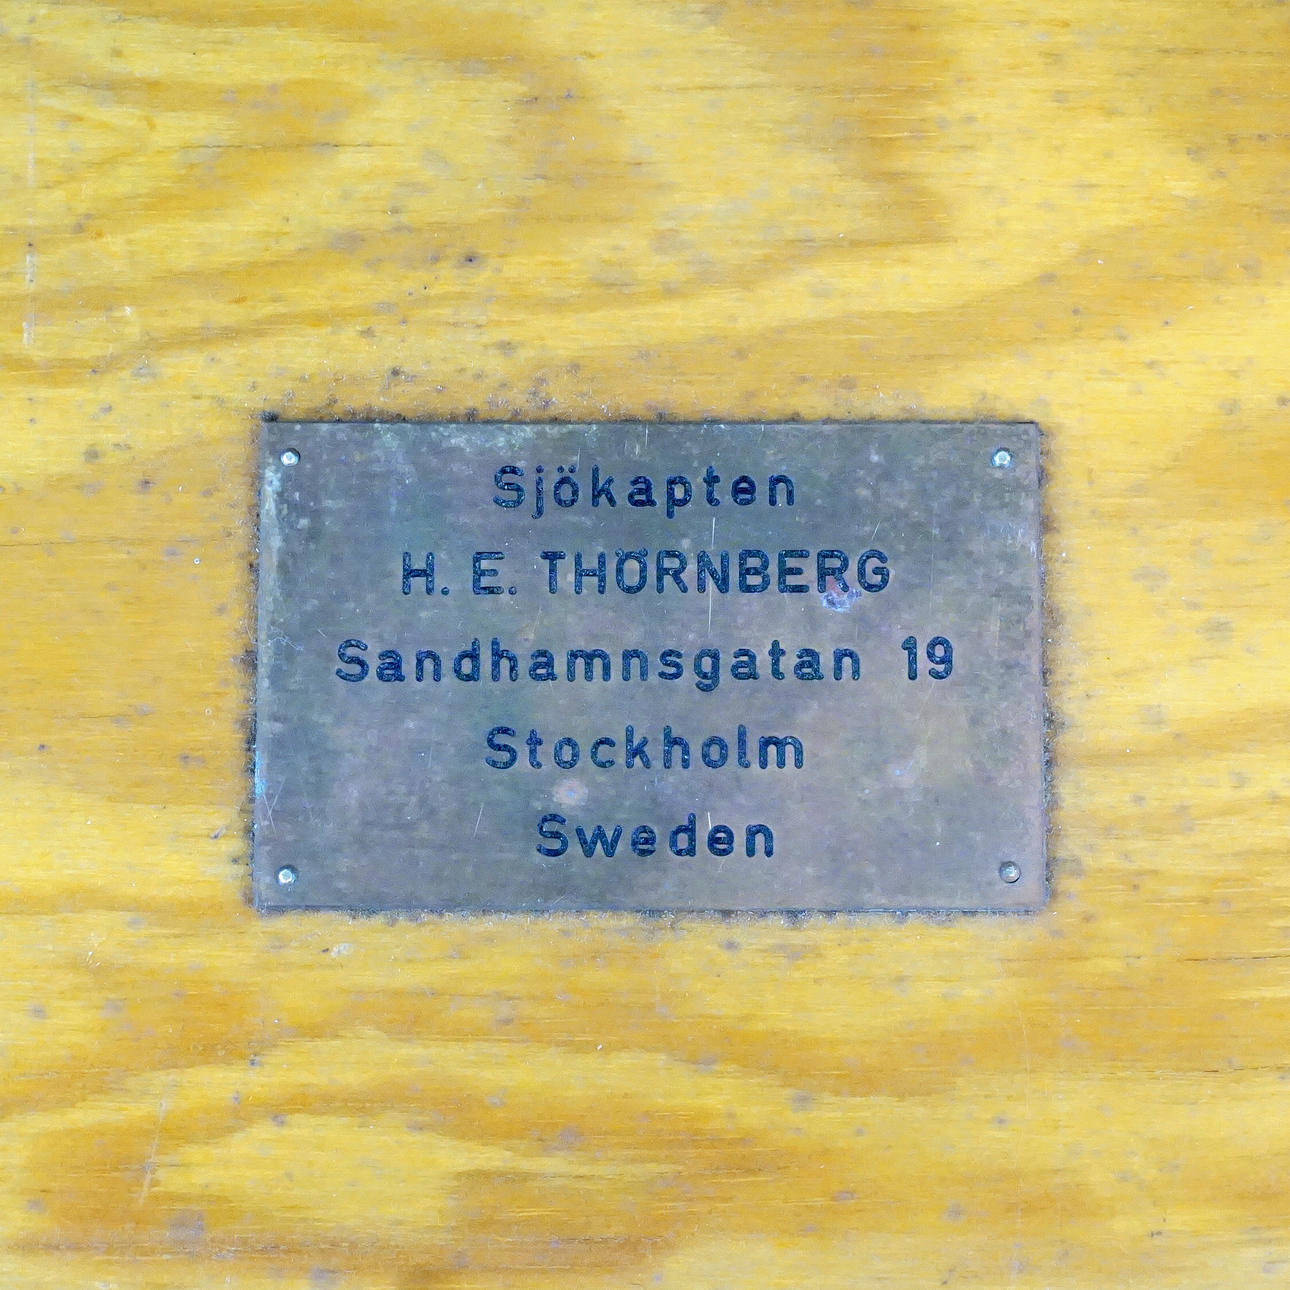 Sjökapten
H. E. THÖRNBERG
Sandhamnsgatan 19
Stockholm
Sweden